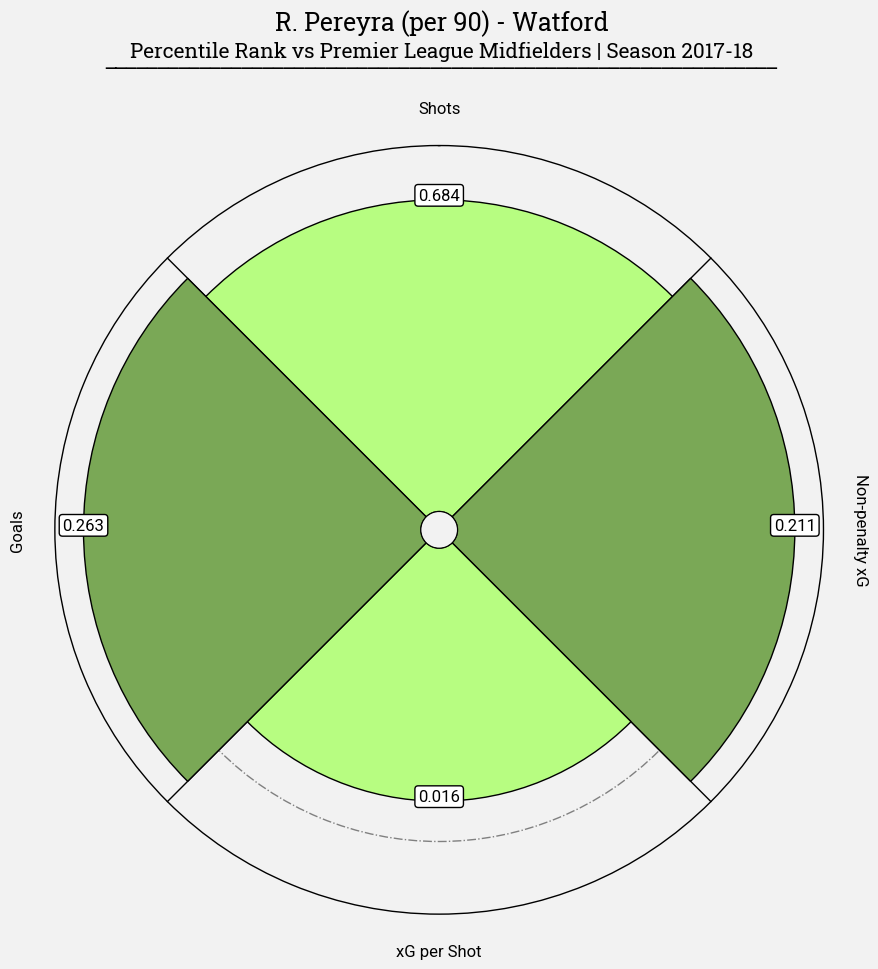 R. Pereyra (per 90) - Watford
Percentile Rank vs Premier League Midfielders | Season 2017-18
Shots
0.684
Goals
0.263
0.211
Non-penalty xG
0.016
xG per Shot